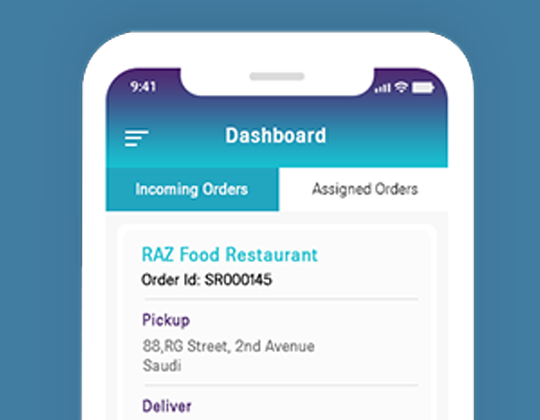 9:41
Dashboard
Incoming Orders
Assigned Orders
RAZ Food Restaurant
Order Id: SR000145
Pickup
88,RG Street, 2nd Avenue
Saudi
Deliver